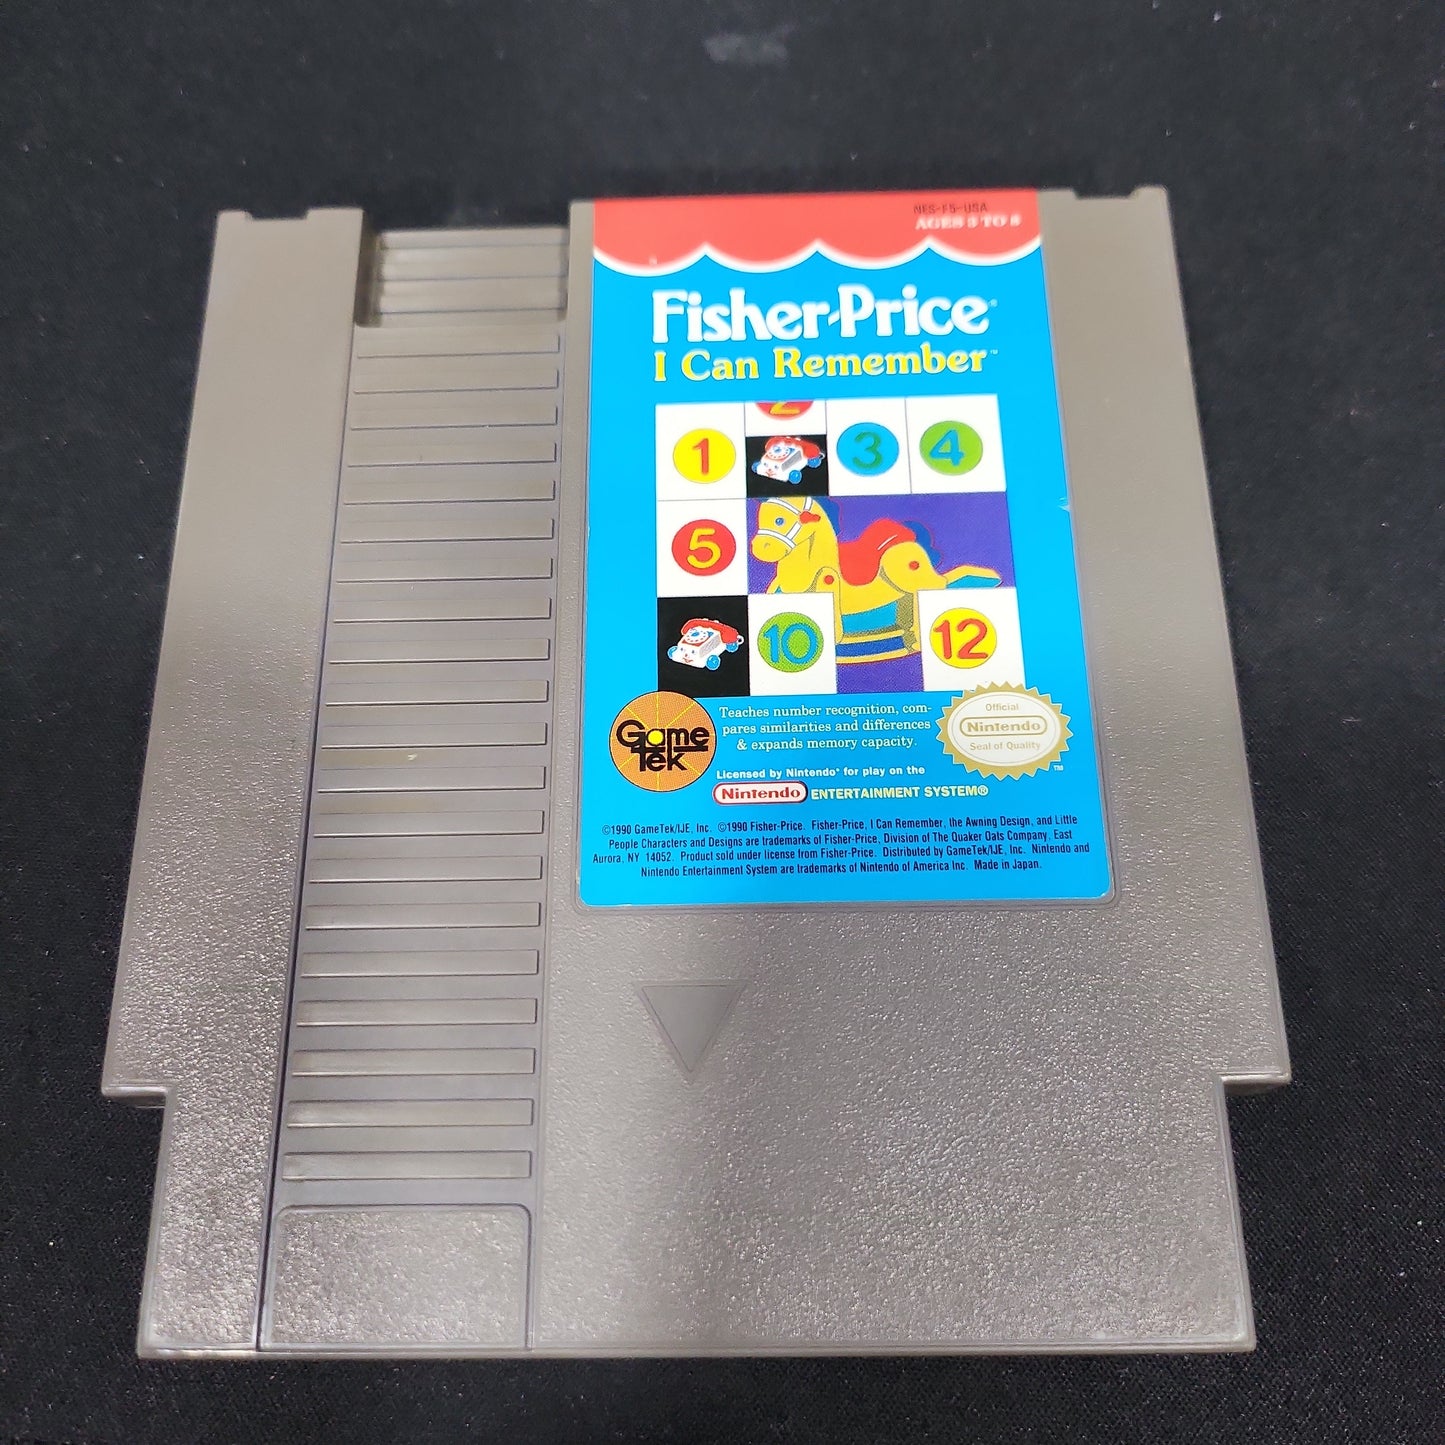 NES-F5-USA
AGES 3 TO 8
Fisher-Price®
I Can Remember™
1 2 3 4
5
10 12
GameTek
Teaches number recognition, com-
pares similarities and differences
& expands memory capacity.
Official
Nintendo
Seal of Quality
TM
Licensed by Nintendo® for play on the
Nintendo ENTERTAINMENT SYSTEM®
©1990 GameTek/IJE, Inc. ©1990 Fisher-Price. Fisher-Price, I Can Remember, the Awning Design, and Little
People Characters and Designs are trademarks of Fisher-Price, Division of The Quaker Oats Company, East
Aurora, NY 14052. Product sold under license from Fisher-Price. Distributed by GameTek/IJE, Inc. Nintendo and
Nintendo Entertainment System are trademarks of Nintendo of America Inc. Made in Japan.